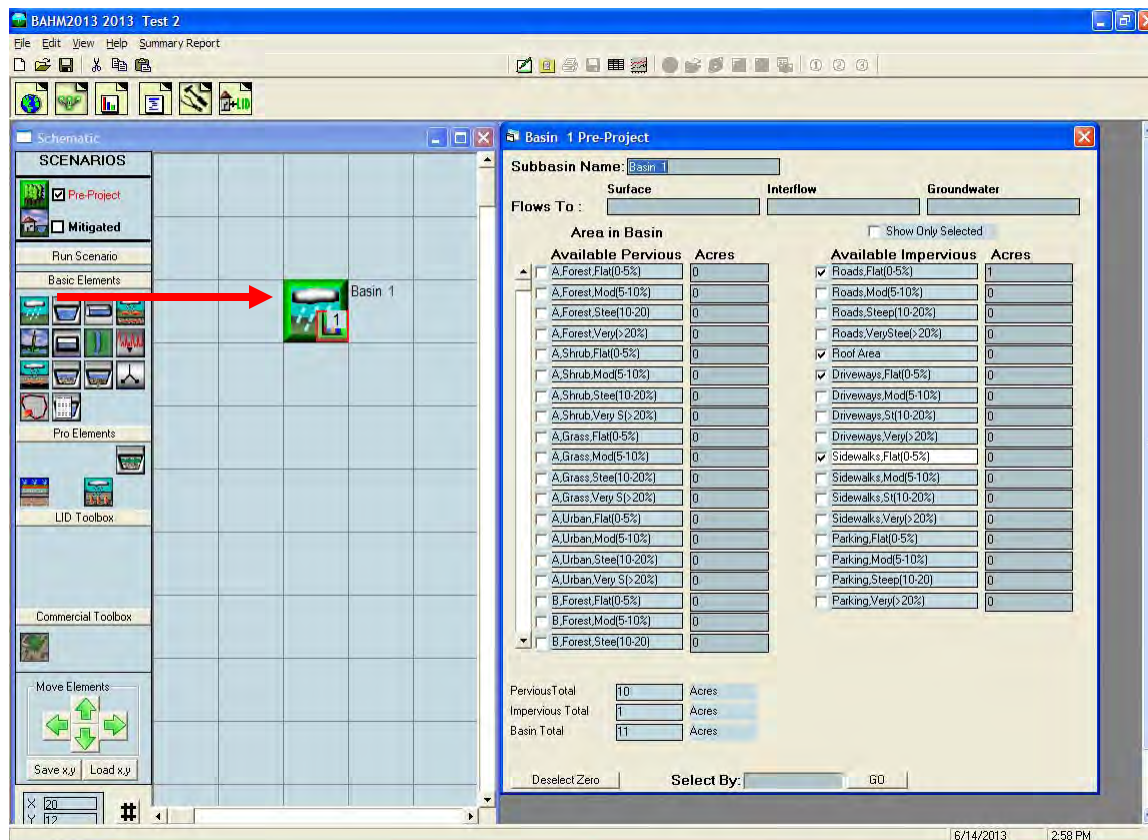 BAHM2013 2013 Test 2
File Edit View Help Summary Report
1 2 3
+LID
Schematic
SCENARIOS
Pre-Project
Mitigated
Run Scenario
Basic Elements
Pro Elements
LID Toolbox
Commercial Toolbox
Move Elements
Save x,y Load x,y
X 20
Y 12
#
Basin 1
1
Basin 1 Pre-Project
Subbasin Name: Basin 1
Surface Interflow Groundwater
Flows To :
Area in Basin Show Only Selected
Available Pervious Acres Available Impervious Acres
A,Forest,Flat(0-5%) 0 Roads,Flat(0-5%) 1
A,Forest,Mod(5-10%) 0 Roads,Mod(5-10%) 0
A,Forest,Stee(10-20) 0 Roads,Steep(10-20%) 0
A,Forest,Very(>20%) 0 Roads,VeryStee(>20%) 0
A,Shrub,Flat(0-5%) 0 Roof Area 0
A,Shrub,Mod(5-10%) 0 Driveways,Flat(0-5%) 0
A,Shrub,Stee(10-20%) 0 Driveways,Mod(5-10%) 0
A,Shrub,Very S(>20%) 0 Driveways,St(10-20%) 0
A,Grass,Flat(0-5%) 0 Driveways,Very(>20%) 0
A,Grass,Mod(5-10%) 0 Sidewalks,Flat(0-5%) 0
A,Grass,Stee(10-20%) 0 Sidewalks,Mod(5-10%) 0
A,Grass,Very S(>20%) 0 Sidewalks,St(10-20%) 0
A,Urban,Flat(0-5%) 0 Sidewalks,Very(>20%) 0
A,Urban,Mod(5-10%) 0 Parking,Flat(0-5%) 0
A,Urban,Stee(10-20%) 0 Parking,Mod(5-10%) 0
A,Urban,Very S(>20%) 0 Parking,Steep(10-20) 0
B,Forest,Flat(0-5%) 0 Parking,Very(>20%) 0
B,Forest,Mod(5-10%) 0
B,Forest,Stee(10-20) 0
PerviousTotal 10 Acres
Impervious Total 1 Acres
Basin Total 11 Acres
Deselect Zero Select By: GO
6/14/2013 2:58 PM